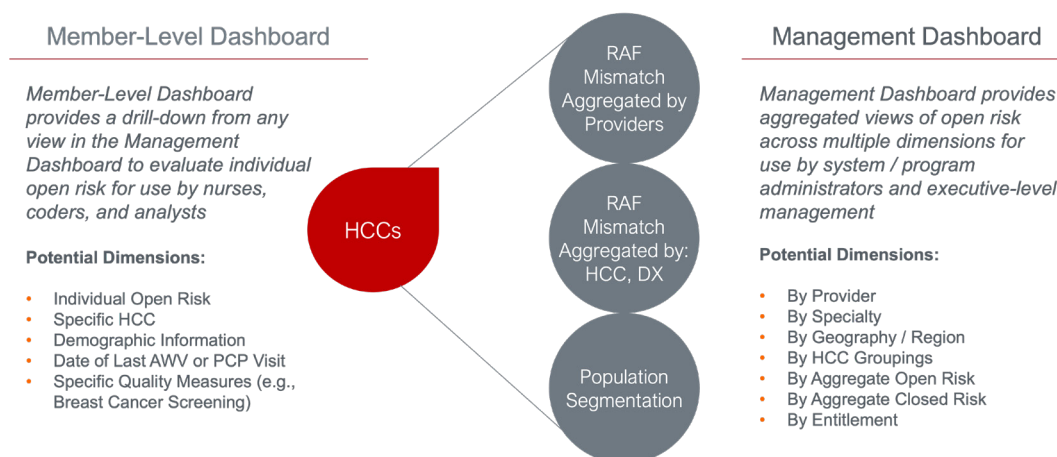 Member-Level Dashboard
Member-Level Dashboard
provides a drill-down from any
view in the Management
Dashboard to evaluate individual
open risk for use by nurses,
coders, and analysts
Potential Dimensions:
• Individual Open Risk
• Specific HCC
• Demographic Information
• Date of Last AWV or PCP Visit
• Specific Quality Measures (e.g.,
Breast Cancer Screening)
HCCs
RAF
Mismatch
Aggregated by
Providers
RAF
Mismatch
Aggregated by:
HCC, DX
Population
Segmentation
Management Dashboard
Management Dashboard provides
aggregated views of open risk
across multiple dimensions for
use by system / program
administrators and executive-level
management
Potential Dimensions:
• By Provider
• By Specialty
• By Geography / Region
• By HCC Groupings
• By Aggregate Open Risk
• By Aggregate Closed Risk
• By Entitlement